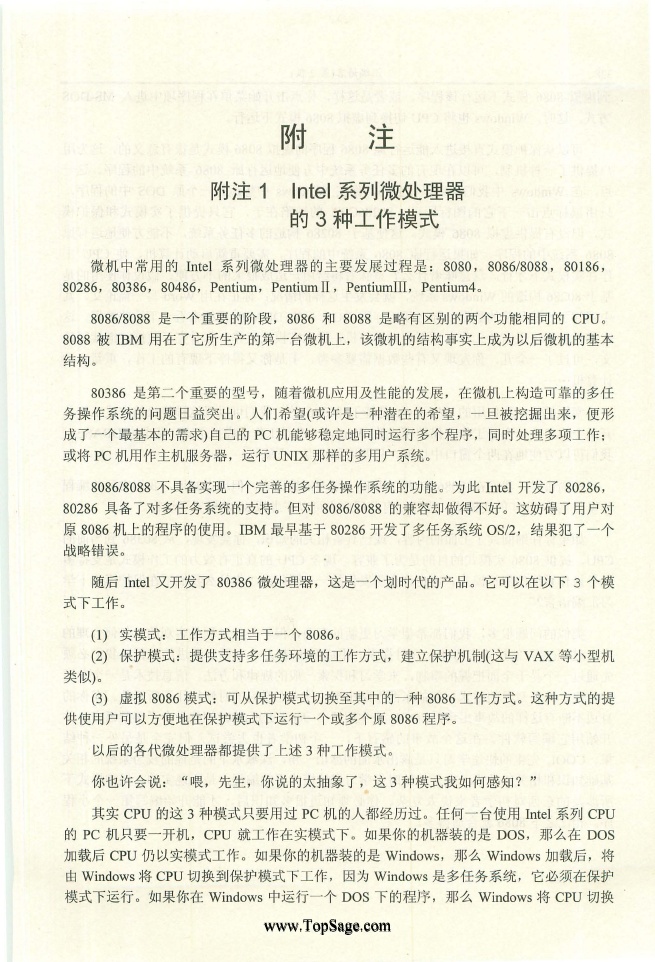 附　注
附注 1　Intel 系列微处理器
的 3 种工作模式
微机中常用的 Intel 系列微处理器的主要发展过程是：8080，8086/8088，80186，
80286，80386，80486，Pentium，PentiumⅡ，PentiumIII，Pentium4。
8086/8088 是一个重要的阶段，8086 和 8088 是略有区别的两个功能相同的 CPU。
8088 被 IBM 用在了它所生产的第一台微机上，该微机的结构事实上成为以后微机的基本
结构。
80386 是第二个重要的型号，随着微机应用及性能的发展，在微机上构造可靠的多任
务操作系统的问题日益突出。人们希望(或许是一种潜在的希望，一旦被挖掘出来，便形
成了一个最基本的需求)自己的 PC 机能够稳定地同时运行多个程序，同时处理多项工作；
或将 PC 机用作主机服务器，运行 UNIX 那样的多用户系统。
8086/8088 不具备实现一个完善的多任务操作系统的功能。为此 Intel 开发了 80286，
80286 具备了对多任务系统的支持。但对 8086/8088 的兼容却做得不好。这妨碍了用户对
原 8086 机上的程序的使用。IBM 最早基于 80286 开发了多任务系统 OS/2，结果犯了一个
战略错误。
随后 Intel 又开发了 80386 微处理器，这是一个划时代的产品。它可以在以下 3 个模
式下工作。
(1) 实模式：工作方式相当于一个 8086。
(2) 保护模式：提供支持多任务环境的工作方式，建立保护机制(这与 VAX 等小型机
类似)。
(3) 虚拟 8086 模式：可从保护模式切换至其中的一种 8086 工作方式。这种方式的提
供使用户可以方便地在保护模式下运行一个或多个原 8086 程序。
以后的各代微处理器都提供了上述 3 种工作模式。
你也许会说：“喂，先生，你说的太抽象了，这 3 种模式我如何感知？”
其实 CPU 的这 3 种模式只要用过 PC 机的人都经历过。任何一台使用 Intel 系列 CPU
的 PC 机只要一开机，CPU 就工作在实模式下。如果你的机器装的是 DOS，那么在 DOS
加载后 CPU 仍以实模式工作。如果你的机器装的是 Windows，那么 Windows 加载后，将
由 Windows 将 CPU 切换到保护模式下工作，因为 Windows 是多任务系统，它必须在保护
模式下运行。如果你在 Windows 中运行一个 DOS 下的程序，那么 Windows 将 CPU 切换
www.TopSage.com